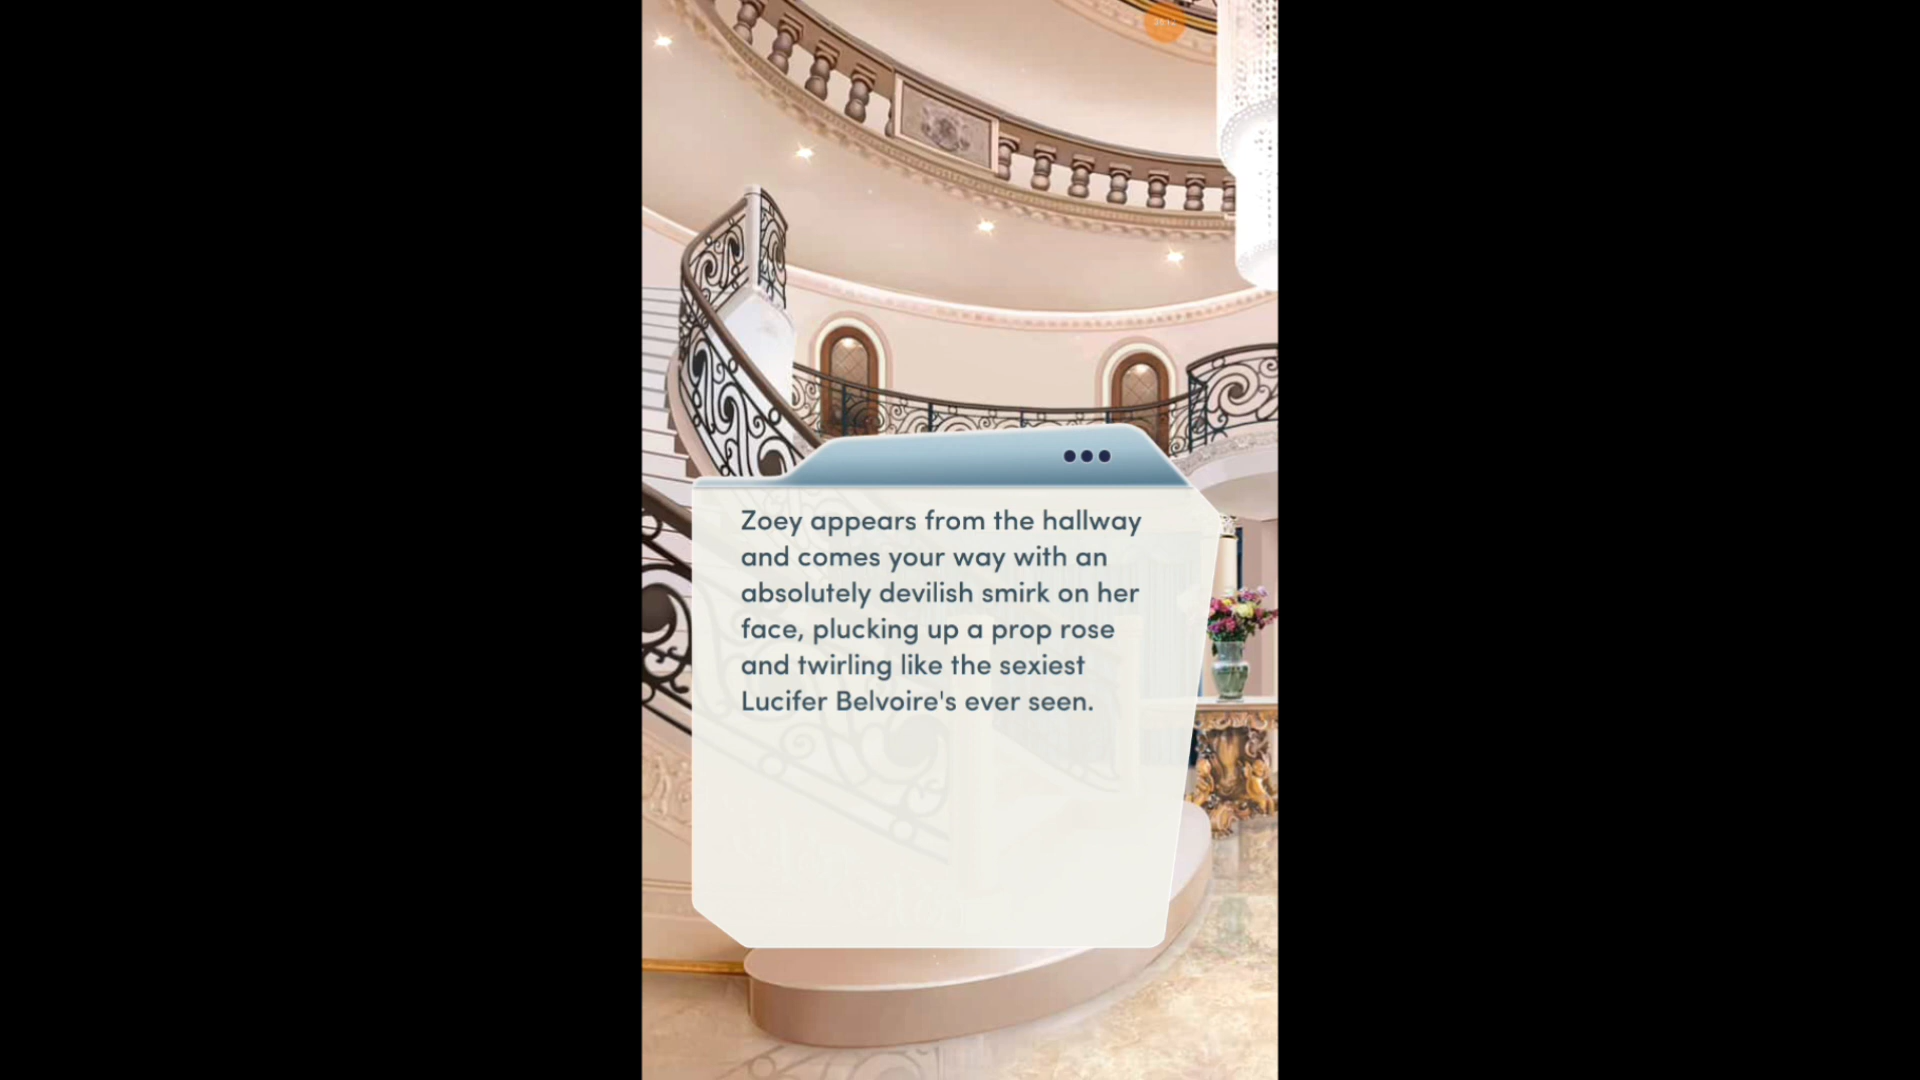 Zoey appears from the hallway
and comes your way with an
absolutely devilish smirk on her
face, plucking up a prop rose
and twirling like the sexiest
Lucifer Belvoire's ever seen.